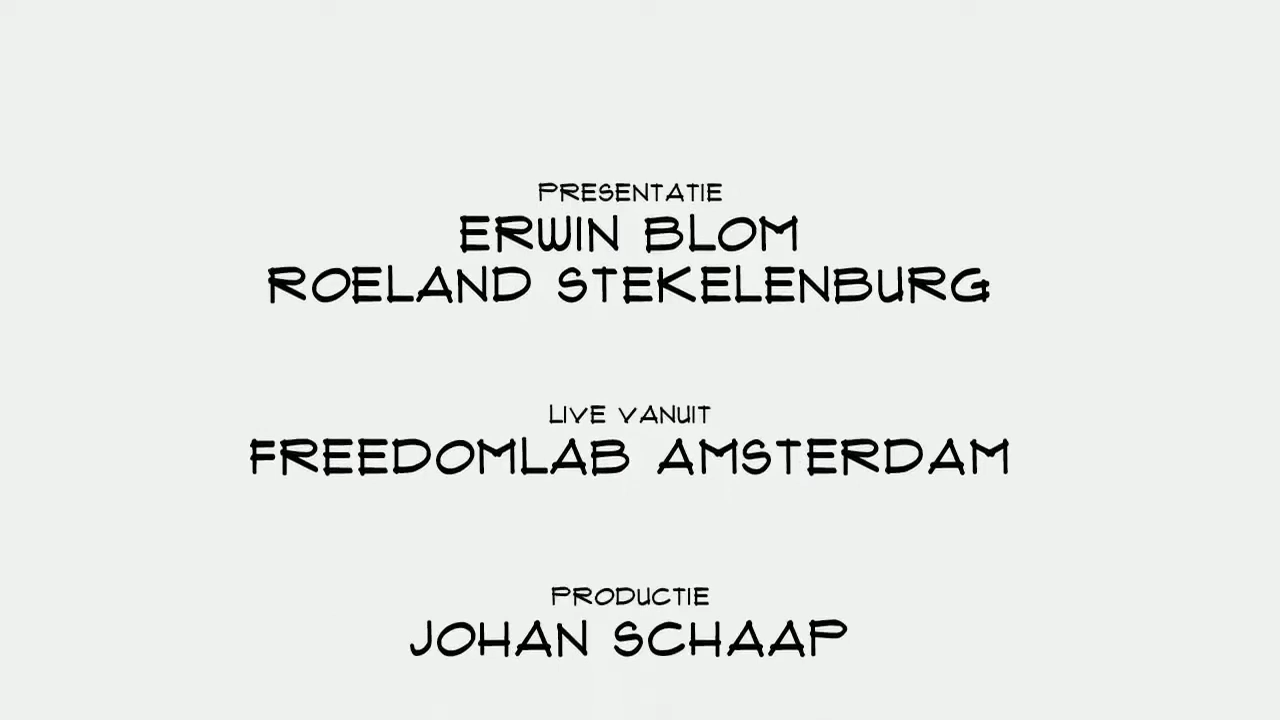 PRESENTATIE
ERWIN BLOM
ROELAND STEKELENBURG
LIVE VANUIT
FREEDOMLAB AMSTERDAM
PRODUCTIE
JOHAN SCHAAP